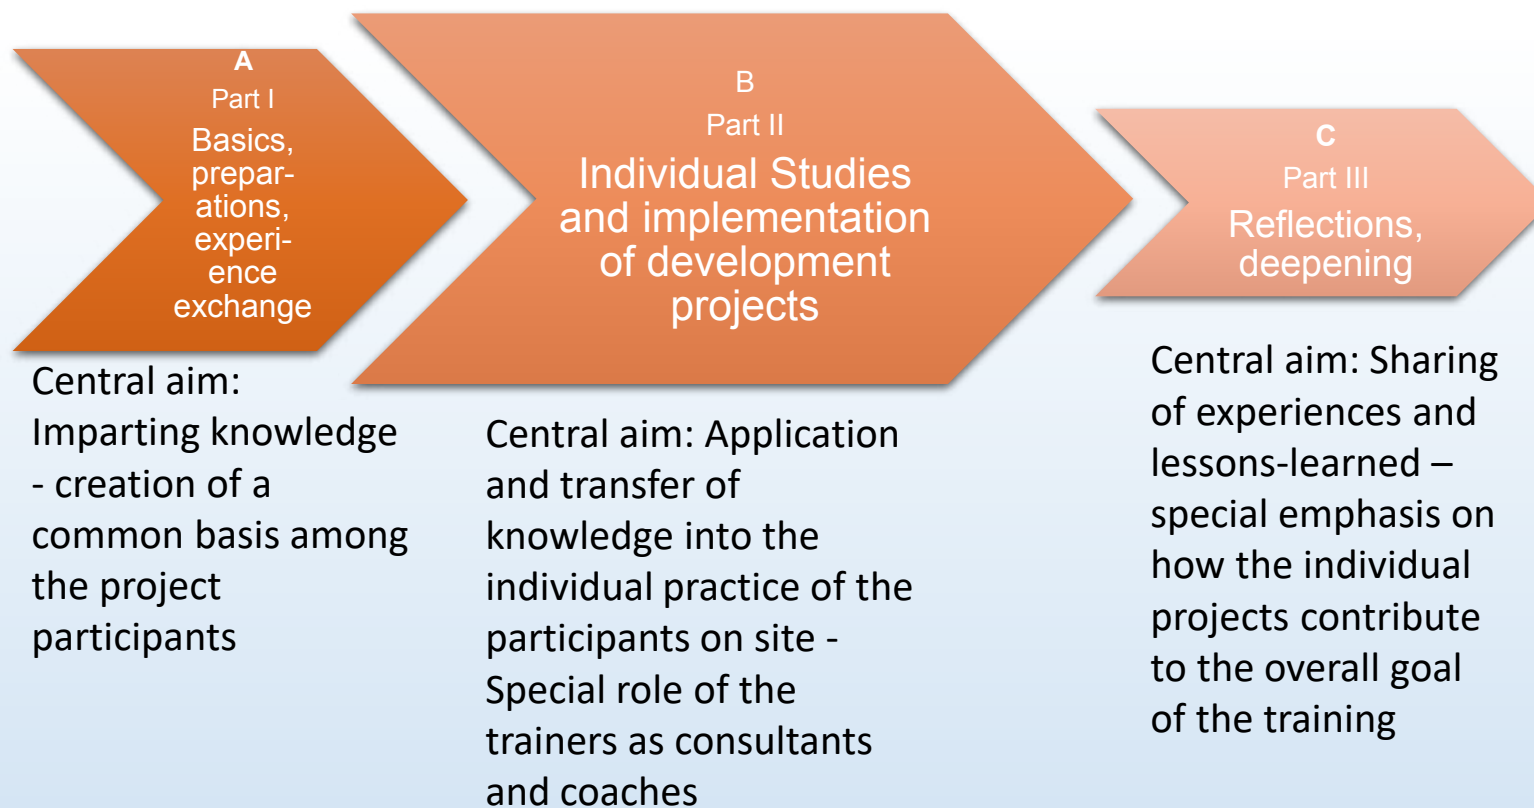 A
Part I
Basics,
prepar-
ations,
experi-
ence
exchange
Central aim:
Imparting knowledge
- creation of a
common basis among
the project
participants
B
Part II
Individual Studies
and implementation
of development
projects
Central aim: Application
and transfer of
knowledge into the
individual practice of the
participants on site -
Special role of the
trainers as consultants
and coaches
C
Part III
Reflections,
deepening
Central aim: Sharing
of experiences and
lessons-learned –
special emphasis on
how the individual
projects contribute
to the overall goal
of the training